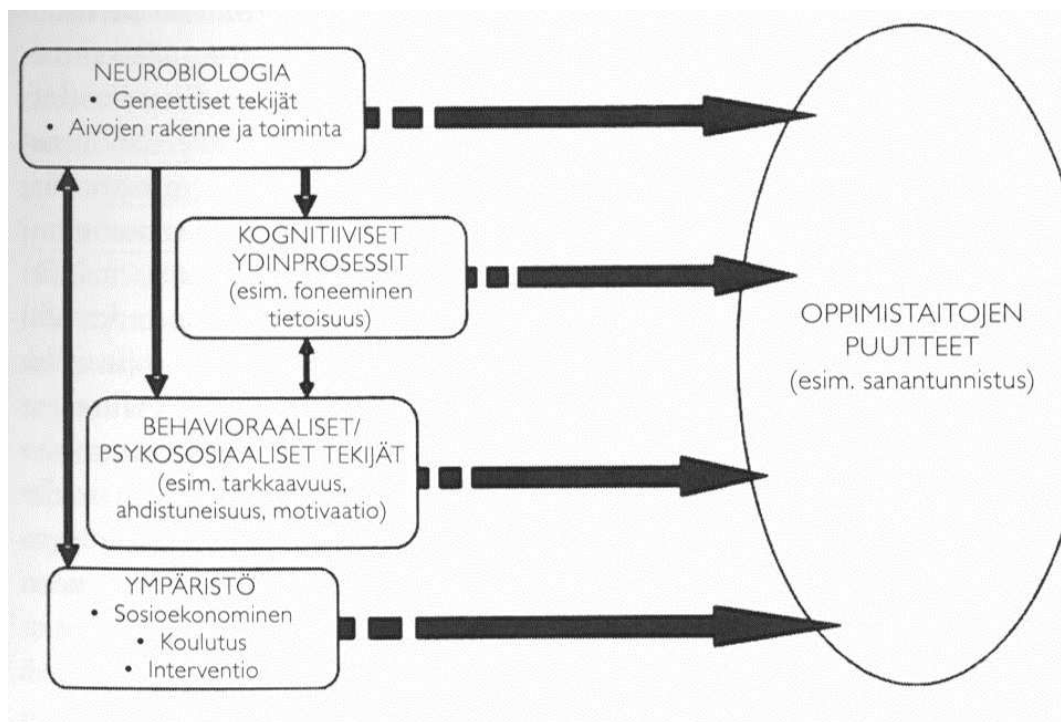 NEUROBIOLOGIA
• Geneettiset tekijät
• Aivojen rakenne ja toiminta
KOGNITIIVISET
YDINPROSESSIT
(esim. foneeminen
tietoisuus)
BEHAVIORAALISET/
PSYKOSOSIAALISET TEKIJÄT
(esim. tarkkaavuus,
ahdistuneisuus, motivaatio)
YMPÄRISTÖ
• Sosioekonominen
• Koulutus
• Interventio
OPPIMISTAITOJEN
PUUTTEET
(esim. sanantunnistus)